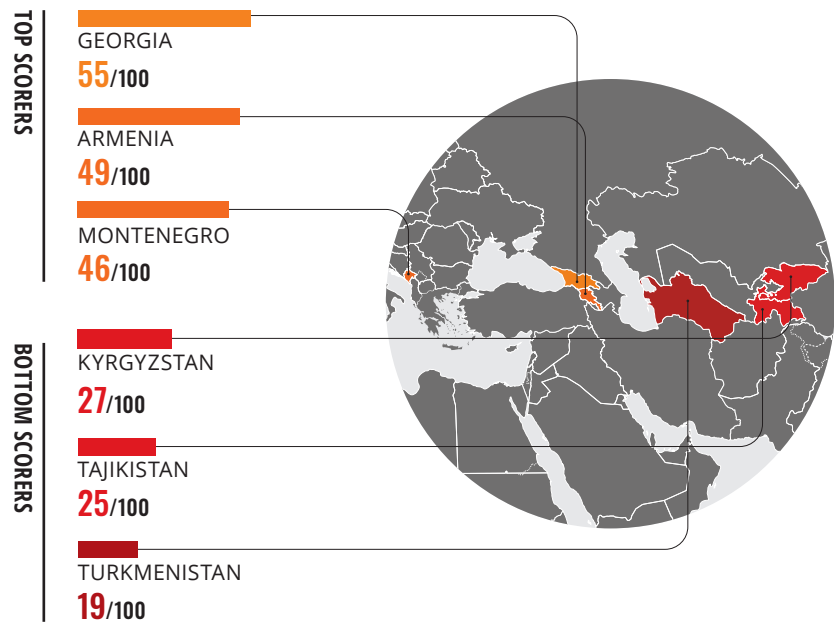 TOP SCORERS
GEORGIA
55/100
ARMENIA
49/100
MONTENEGRO
46/100
BOTTOM SCORERS
KYRGYZSTAN
27/100
TAJIKISTAN
25/100
TURKMENISTAN
19/100